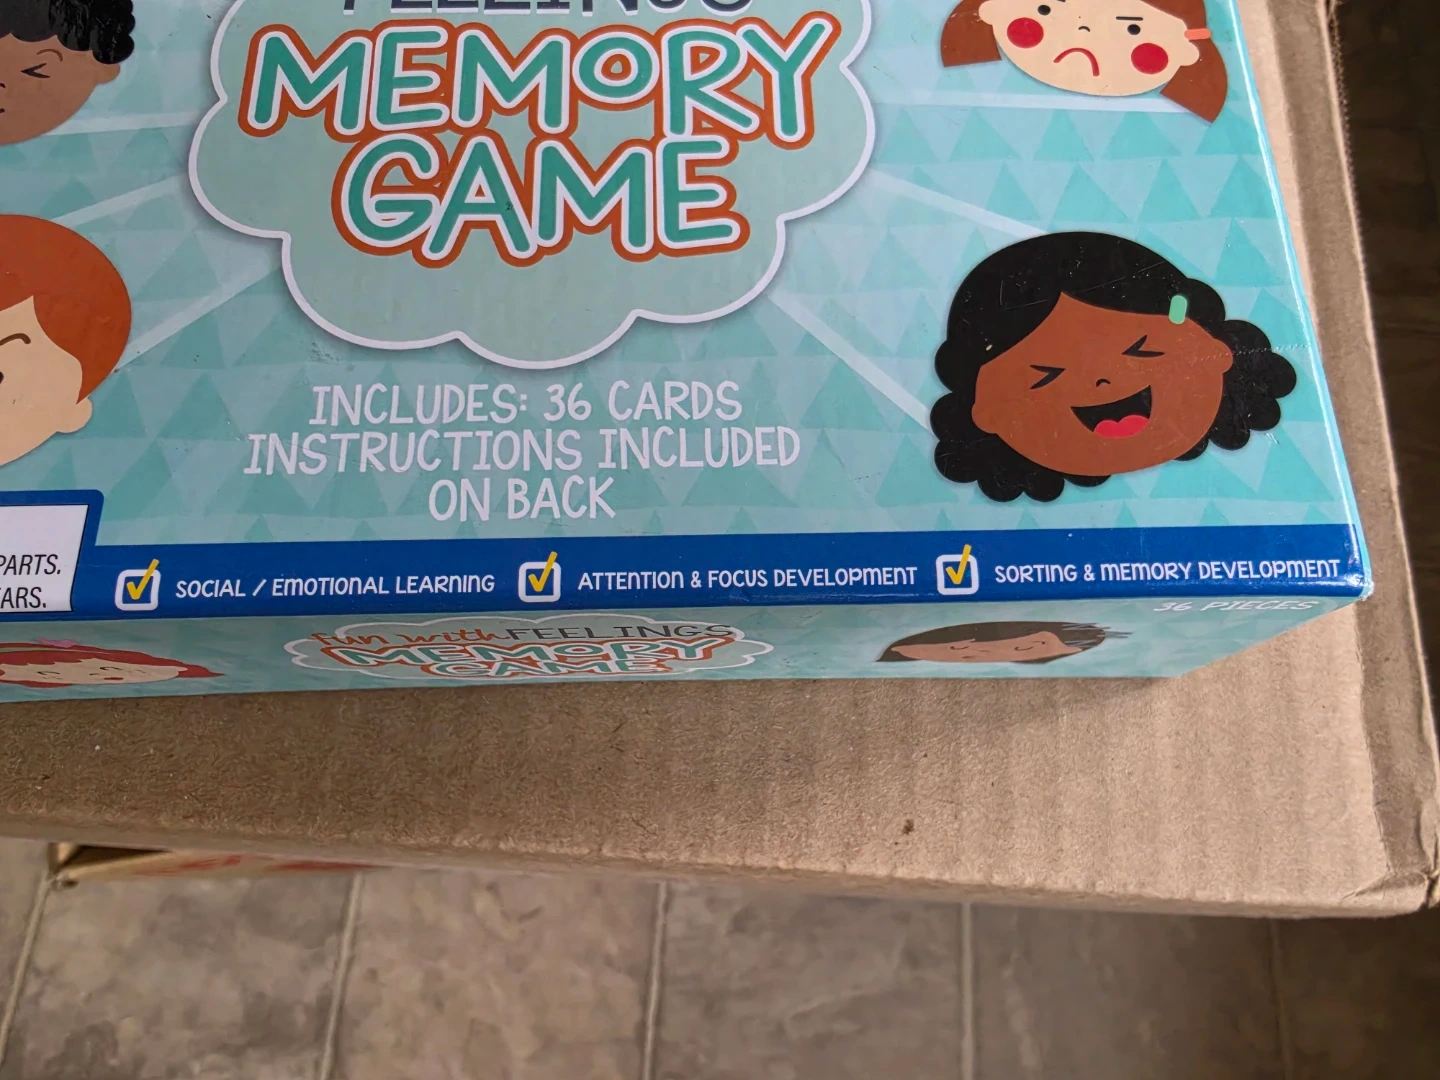 FEELINGS
MEMORY
GAME
INCLUDES: 36 CARDS
INSTRUCTIONS INCLUDED
ON BACK
PARTS.
SOCIAL / EMOTIONAL LEARNING
ATTENTION & FOCUS DEVELOPMENT
SORTING & MEMORY DEVELOPMENT
36 PIECES
fun with FEELINGS
MEMORY
GAME